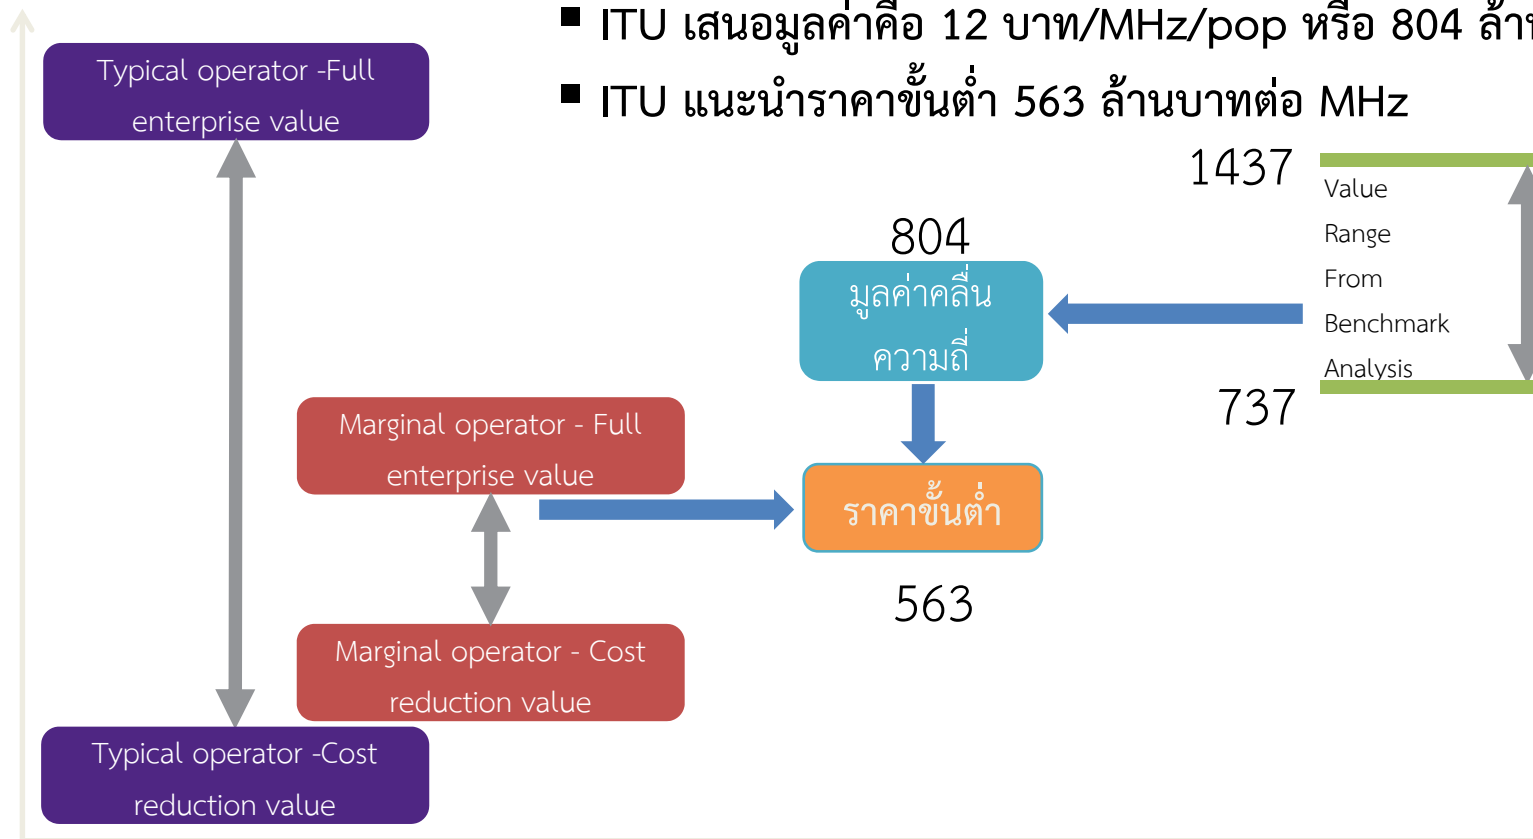 ▪ ITU เสนอมูลค่าคือ 12 บาท/MHz/pop หรือ 804
▪ ITU แนะนำราคาขั้นต่ำ 563 ล้านบาทต่อ MHz
Typical operator -Full
enterprise value
1437
Value
Range
From
Benchmark
Analysis
737
804
มูลค่าคลื่น
ความถี่
Marginal operator - Full
enterprise value
ราคาขั้นต่ำ
563
Marginal operator - Cost
reduction value
Typical operator -Cost
reduction value